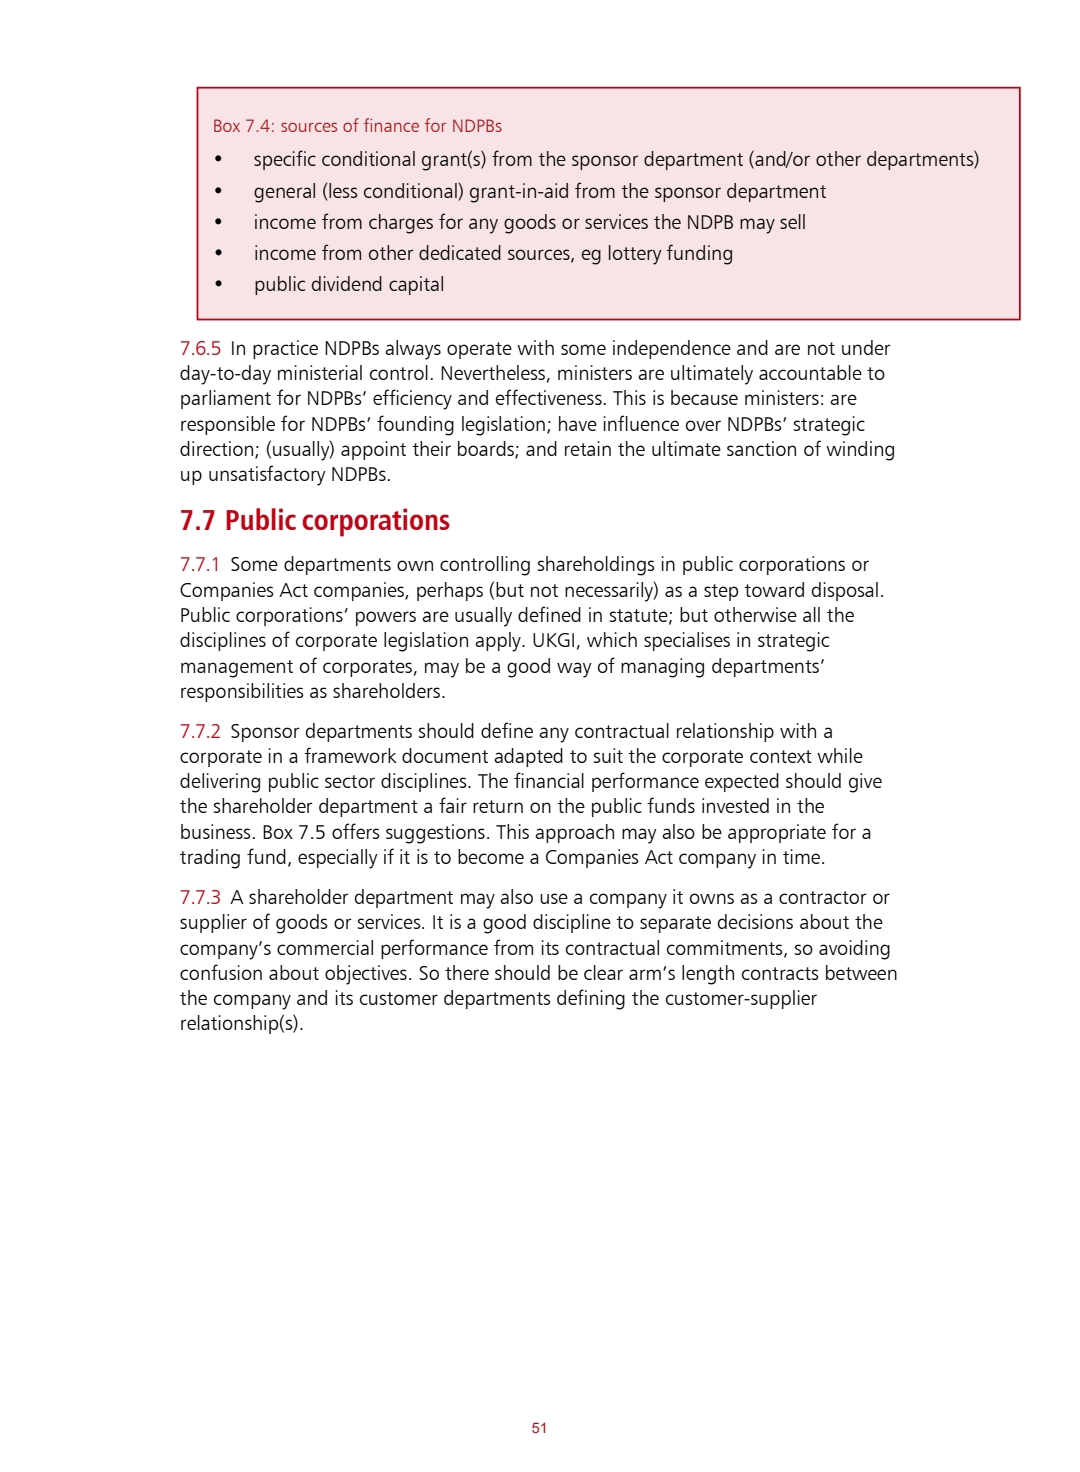 Box 7.4: sources of finance for NDPBs
• specific conditional grant(s) from the sponsor department (and/or other departments)
• general (less conditional) grant-in-aid from the sponsor department
• income from charges for any goods or services the NDPB may sell
• income from other dedicated sources, eg lottery funding
• public dividend capital
7.6.5 In practice NDPBs always operate with some independence and are not under
day-to-day ministerial control. Nevertheless, ministers are ultimately accountable to
parliament for NDPBs’ efficiency and effectiveness. This is because ministers: are
responsible for NDPBs’ founding legislation; have influence over NDPBs’ strategic
direction; (usually) appoint their boards; and retain the ultimate sanction of winding
up unsatisfactory NDPBs.
7.7 Public corporations
7.7.1 Some departments own controlling shareholdings in public corporations or
Companies Act companies, perhaps (but not necessarily) as a step toward disposal.
Public corporations’ powers are usually defined in statute; but otherwise all the
disciplines of corporate legislation apply. UKGI, which specialises in strategic
management of corporates, may be a good way of managing departments’
responsibilities as shareholders.
7.7.2 Sponsor departments should define any contractual relationship with a
corporate in a framework document adapted to suit the corporate context while
delivering public sector disciplines. The financial performance expected should give
the shareholder department a fair return on the public funds invested in the
business. Box 7.5 offers suggestions. This approach may also be appropriate for a
trading fund, especially if it is to become a Companies Act company in time.
7.7.3 A shareholder department may also use a company it owns as a contractor or
supplier of goods or services. It is a good discipline to separate decisions about the
company’s commercial performance from its contractual commitments, so avoiding
confusion about objectives. So there should be clear arm’s length contracts between
the company and its customer departments defining the customer-supplier
relationship(s).
51